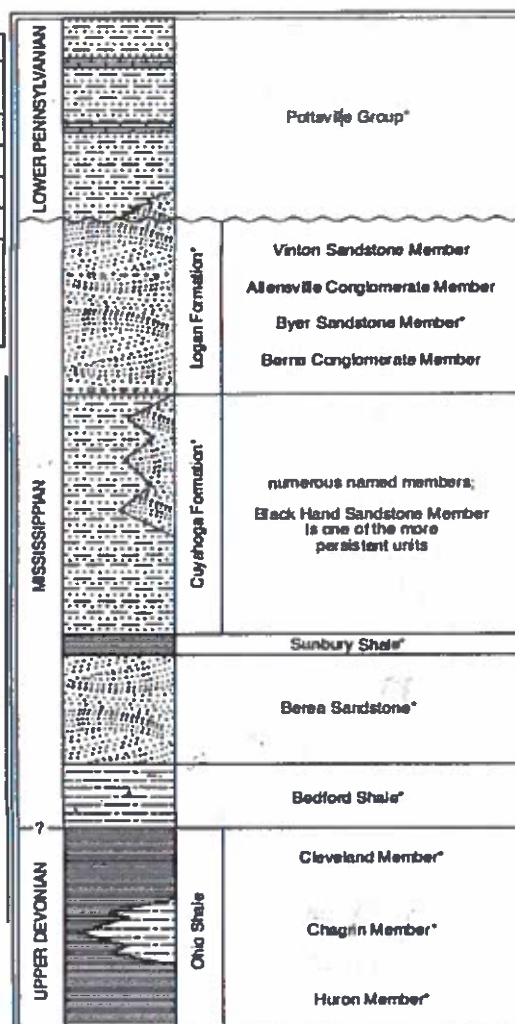 LOWER PENNSYLVANIAN
Pottsville Group*
MISSISSIPPIAN
Logan Formation*
Vinton Sandstone Member
Allensville Conglomerate Member
Byer Sandstone Member*
Berne Conglomerate Member
Cuyahoga Formation*
numerous named members;
Black Hand Sandstone Member
is one of the more
persistent units
Sunbury Shale*
Berea Sandstone*
Bedford Shale*
?
UPPER DEVONIAN
Ohio Shale
Cleveland Member*
Chagrin Member*
Huron Member*